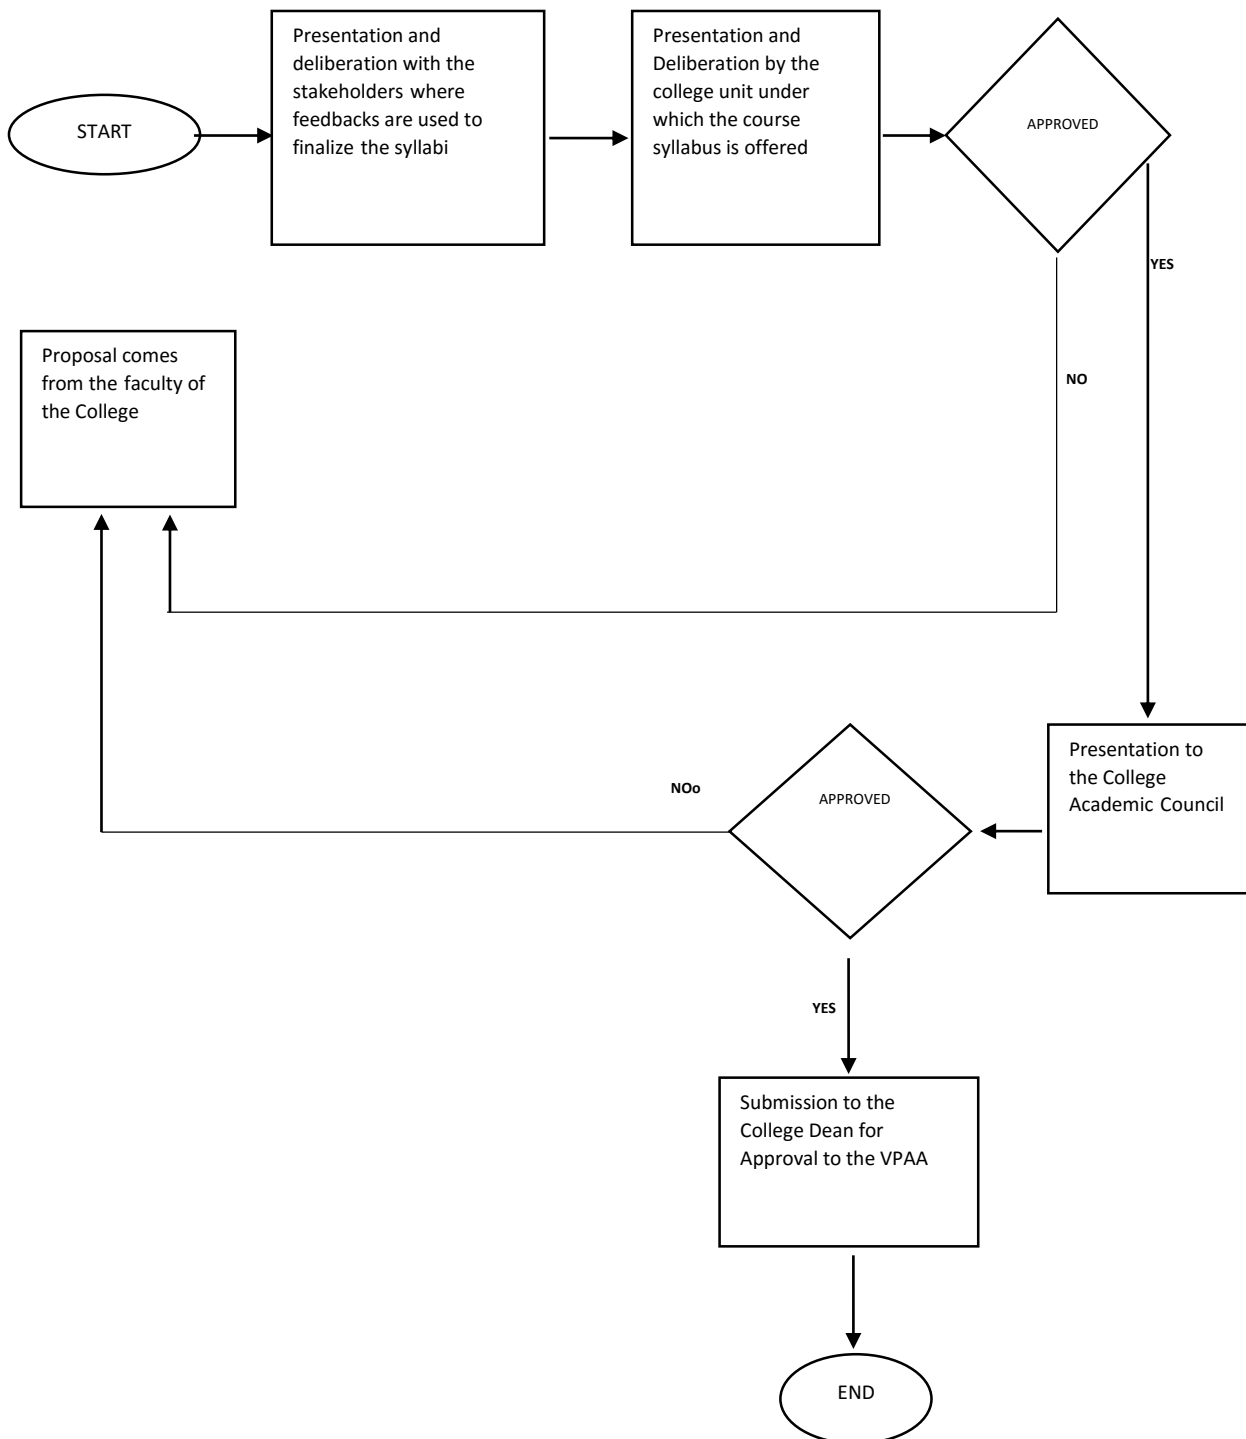 START
Presentation and
deliberation with the
stakeholders where
feedbacks are used to
finalize the syllabi
Presentation and
Deliberation by the
college unit under
which the course
syllabus is offered
APPROVED
YES
NO
Proposal comes
from the faculty of
the College
Presentation to
the College
Academic Council
APPROVED
NOo
YES
Submission to the
College Dean for
Approval to the VPAA
END